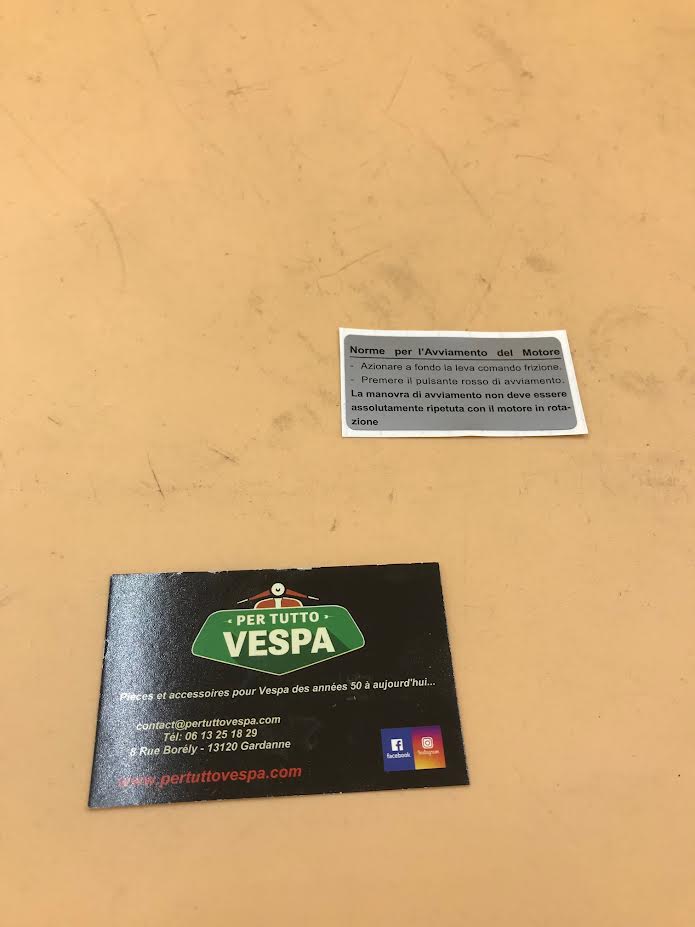 Norme per l'Avviamento del Motore
- Azionare a fondo la leva comando frizione.
- Premere il pulsante rosso di avviamento.
La manovra di avviamento non deve essere
assolutamente ripetuta con il motore in rota-
zione
PER TUTTO
VESPA
Pièces et accessoires pour Vespa des années 50 à aujourd'hui...
contact@pertuttovespa.com
Tél: 06 13 25 18 29
8 Rue Borély - 13120 Gardanne
www.pertuttovespa.com
facebook
Instagram